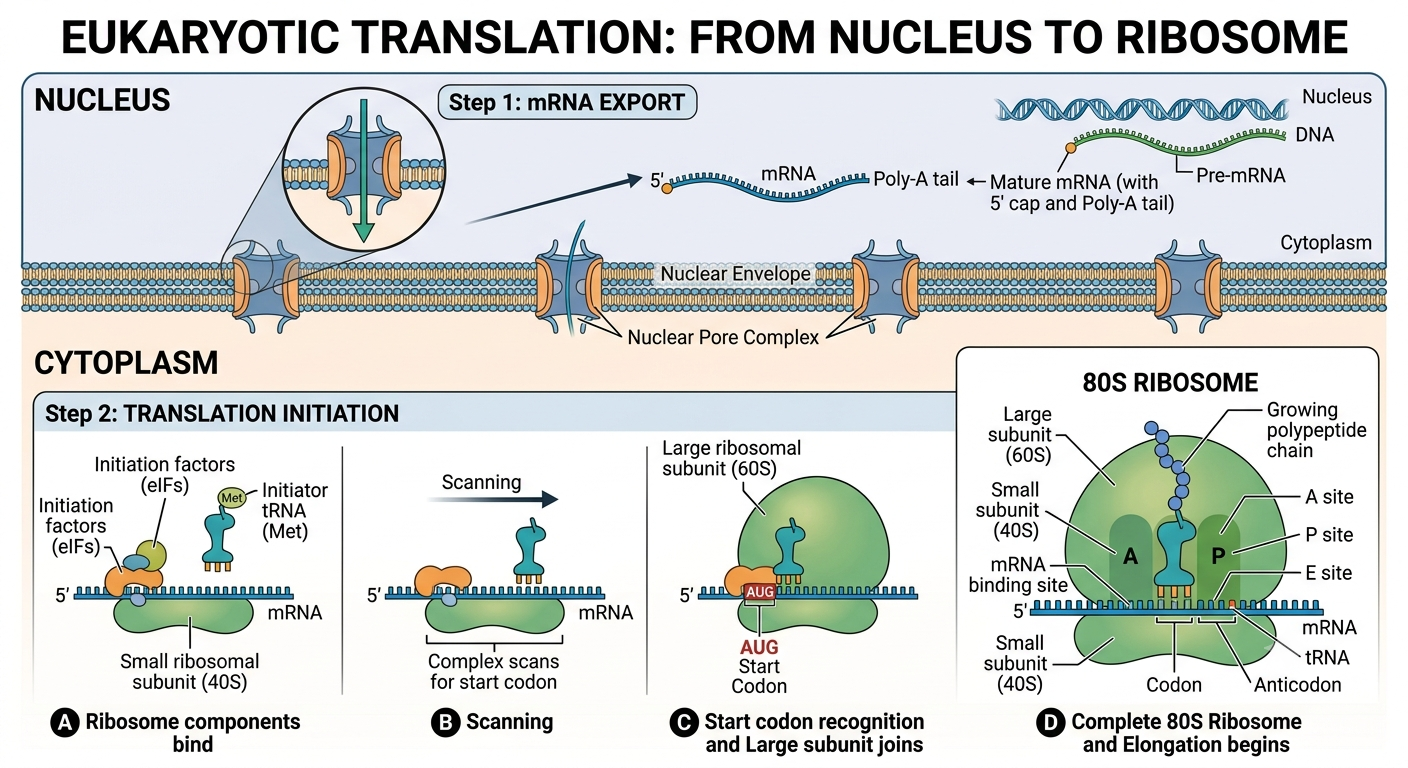 EUKARYOTIC TRANSLATION: FROM NUCLEUS TO RIBOSOME
NUCLEUS
Step 1: mRNA EXPORT
Nucleus
DNA
Pre-mRNA
5'
mRNA
Poly-A tail
Mature mRNA (with
5' cap and Poly-A tail)
Cytoplasm
Nuclear Envelope
Nuclear Pore Complex
CYTOPLASM
Step 2: TRANSLATION INITIATION
Initiation factors
(eIFs)
Initiation
factors
(eIFs)
Met
Initiator
tRNA
(Met)
5'
mRNA
Small ribosomal
subunit (40S)
A Ribosome components
bind
Scanning
5'
mRNA
Complex scans
for start codon
B Scanning
Large ribosomal
subunit (60S)
5'
AUG
AUG
Start
Codon
C Start codon recognition
and Large subunit joins
80S RIBOSOME
Large
subunit
(60S)
Growing
polypeptide
chain
Small
subunit
(40S)
A site
P site
A
P
mRNA
binding site
E site
5'
mRNA
Small
subunit
(40S)
tRNA
Codon
Anticodon
D Complete 80S Ribosome
and Elongation begins